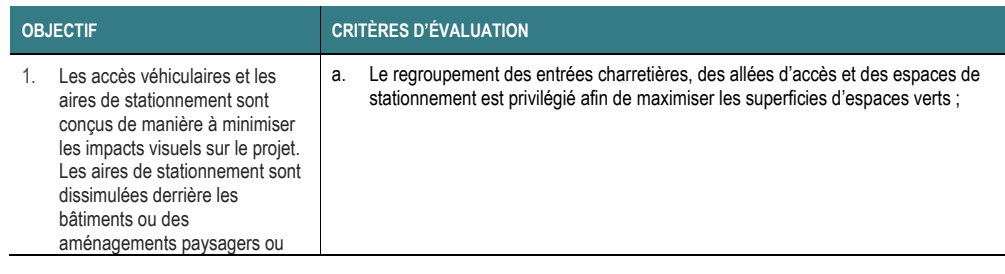 OBJECTIF
CRITÈRES D'ÉVALUATION
1. Les accès véhiculaires et les
aires de stationnement sont
conçus de manière à minimiser
les impacts visuels sur le projet.
Les aires de stationnement sont
dissimulées derrière les
bâtiments ou des
aménagements paysagers ou
a. Le regroupement des entrées charretières, des allées d'accès et des espaces de
stationnement est privilégié afin de maximiser les superficies d'espaces verts ;